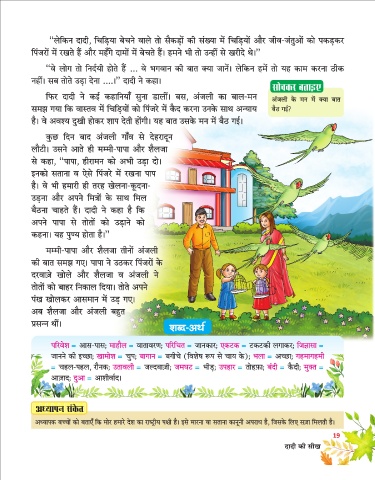 "लेकिन दादी, चिड़िया बेचने वाले तो सैकड़ों की संख्या में चिड़ियों और जीव-जंतुओं को पकड़कर
पिंजरों में रखते हैं और महँगे दामों में बेचते हैं। हमने भी तो उन्हीं से खरीदे थे।"
"वे लोग तो निर्दयी होते हैं ... वे भगवान की बात क्या जानें। लेकिन हमें तो यह काम करना ठीक
नहीं। सब तोते उड़ा देना ....।" दादी ने कहा।
फिर दादी ने कई कहानियाँ सुना डालीं। बस, अंजली का बाल-मन
समझ गया कि वास्तव में चिड़ियों को पिंजरे में कैद करना उनके साथ अन्याय
है। वे अवश्य दुखी होकर शाप देती होंगी। यह बात उसके मन में बैठ गई।
सोचकर बताइए
अंजली के मन में क्या बात
बैठ गई?
कुछ दिन बाद अंजली गाँव से देहरादून
लौटी। उसने आते ही मम्मी-पापा और शैलजा
से कहा, "पापा, हीरामन को अभी उड़ा दो।
इनको सताना व ऐसे पिंजरे में रखना पाप
है। वे भी हमारी ही तरह खेलना-कूदना-
उड़ना और अपने मित्रों के साथ मिल
बैठना चाहते हैं। दादी ने कहा है कि
अपने पापा से तोतों को उड़ाने को
कहना। यह पुण्य होता है।"
मम्मी-पापा और शैलजा तीनों अंजली
की बात समझ गए। पापा ने उठकर पिंजरों के
दरवाज़े खोले और शैलजा व अंजली ने
तोतों को बाहर निकाल दिया। तोते अपने
पंख खोलकर आसमान में उड़ गए।
अब शैलजा और अंजली बहुत
प्रसन्न थीं।
शब्द-अर्थ
परिवेश = आस-पास; माहौल = वातावरण; परिचित = जानकार; एकटक = टकटकी लगाकर; जिज्ञासा =
जानने की इच्छा; खामोश = चुप; बागान = बगीचे (विशेष रूप से चाय के); भला = अच्छा; गहमागहमी
= चहल-पहल, रौनक; उतावली = जल्दबाज़ी; जमघट = भीड़; उपहार = तोहफ़ा; बंदी = कैदी; मुक्त =
आज़ाद; दुआ = आशीर्वाद।
अध्यापन संकेत
अध्यापक बच्चों को बताएँ कि मोर हमारे देश का राष्ट्रीय पक्षी है। इसे मारना या सताना कानूनी अपराध है, जिसके लिए सज़ा मिलती है।
19
दादी की सीख